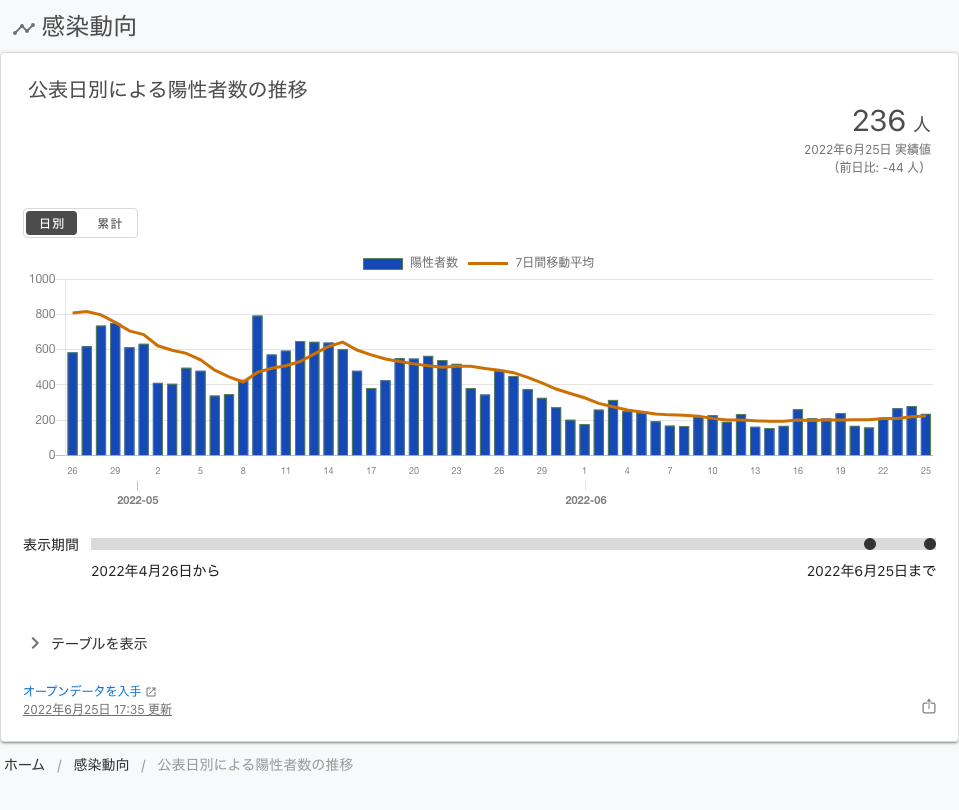 感染動向
公表日別による陽性者数の推移
236 人
2022年6月25日 実績値
（前日比: -44 人）
日別 累計
陽性者数 7日間移動平均
1000
800
600
400
200
0
26 29 2 5 8 11 14 17 20 23 26 29 1 4 7 10 13 16 19 22 25
2022-05 2022-06
表示期間
2022年4月26日から 2022年6月25日まで
テーブルを表示
オープンデータを入手
2022年6月25日 17:35 更新
ホーム / 感染動向 / 公表日別による陽性者数の推移